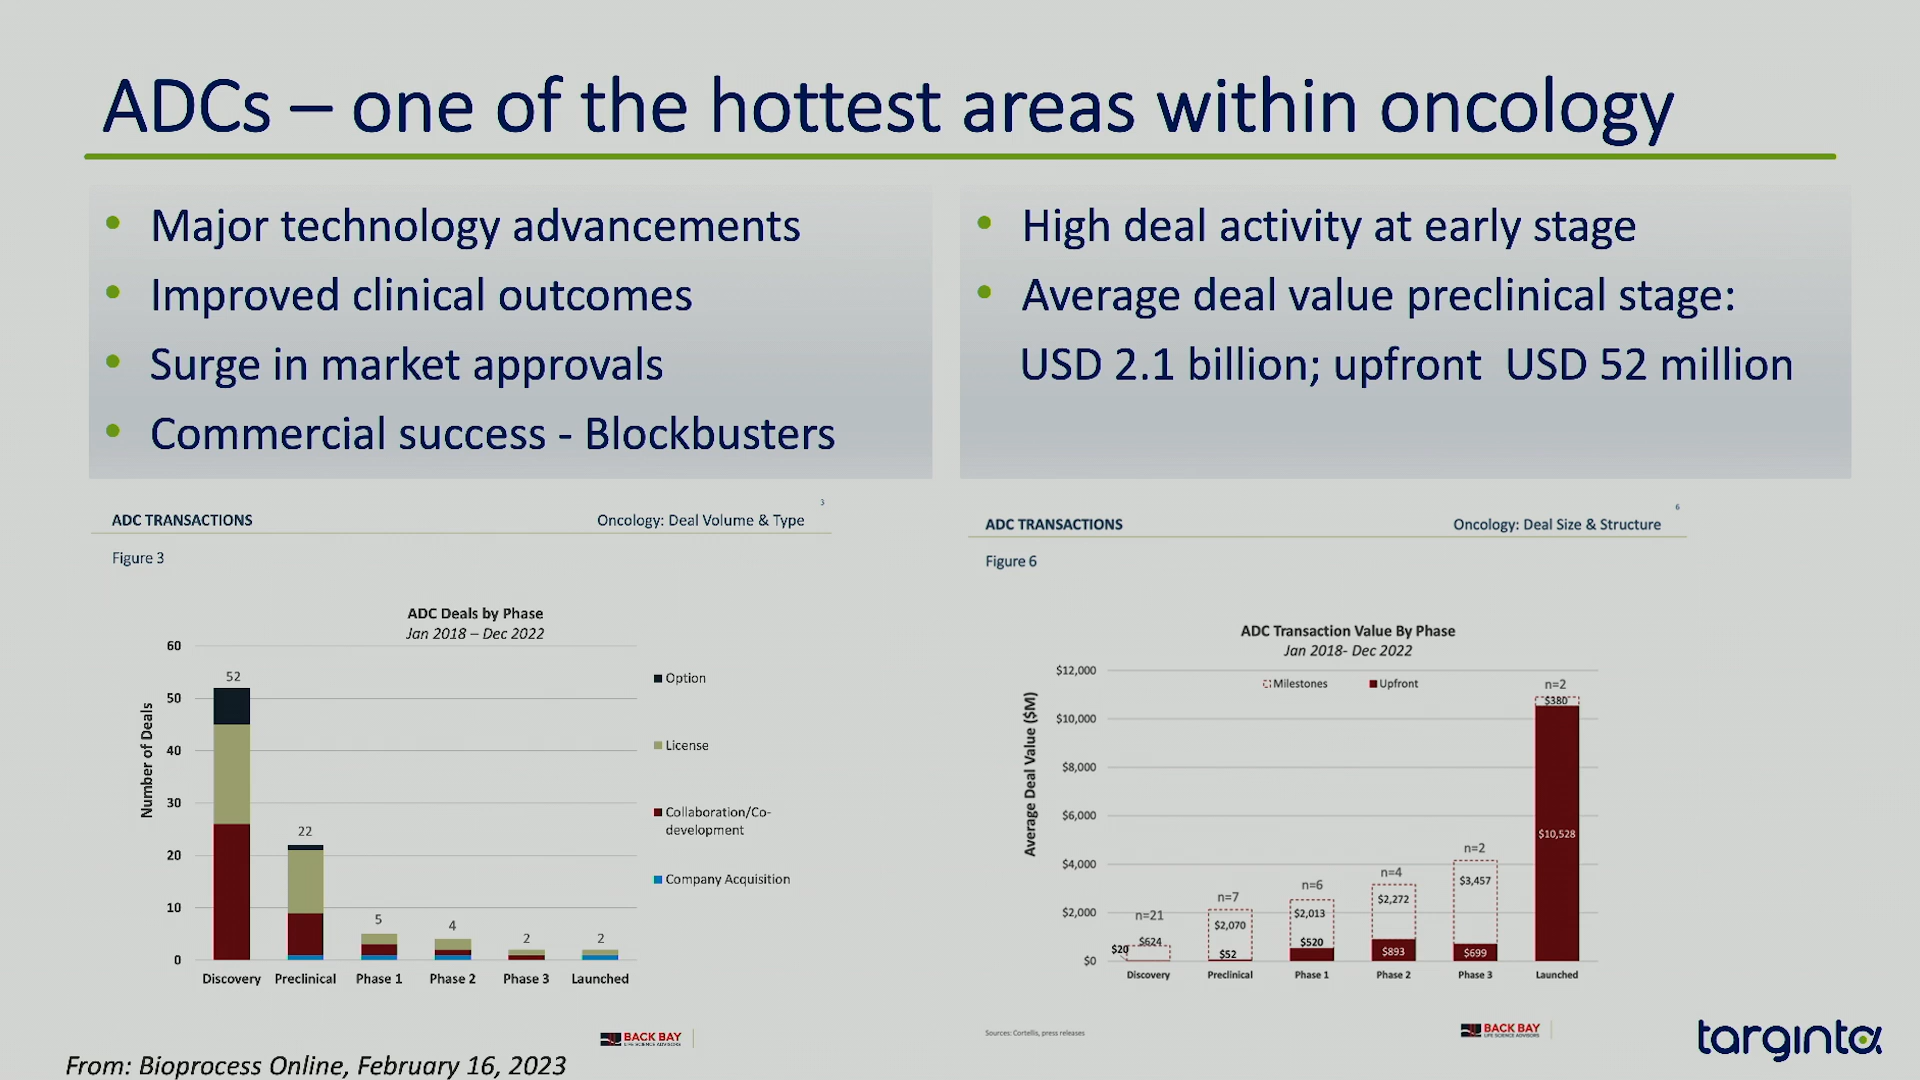 ADCs – one of the hottest areas within oncology
• Major technology advancements
• Improved clinical outcomes
• Surge in market approvals
• Commercial success - Blockbusters
• High deal activity at early stage
• Average deal value preclinical stage:
USD 2.1 billion; upfront USD 52 million
3
ADC TRANSACTIONS Oncology: Deal Volume & Type
Figure 3
ADC Deals by Phase
Jan 2018 – Dec 2022
Number of Deals
60
50
40
30
20
10
0
52
22
5
4
2
2
Discovery Preclinical Phase 1 Phase 2 Phase 3 Launched
Option
License
Collaboration/Co-
development
Company Acquisition
BACK BAY
LIFE SCIENCE ADVISORS
6
ADC TRANSACTIONS Oncology: Deal Size & Structure
Figure 6
ADC Transaction Value By Phase
Jan 2018- Dec 2022
Milestones Upfront
Average Deal Value ($M)
$12,000
$10,000
$8,000
$6,000
$4,000
$2,000
$0
n=21
$624
$20
n=7
$2,070
$52
n=6
$2,013
$520
n=4
$2,272
$893
n=2
$3,457
$699
n=2
$380
$10,528
Discovery Preclinical Phase 1 Phase 2 Phase 3 Launched
Sources: Cortellis, press releases
BACK BAY
LIFE SCIENCE ADVISORS
targinta
From: Bioprocess Online, February 16, 2023